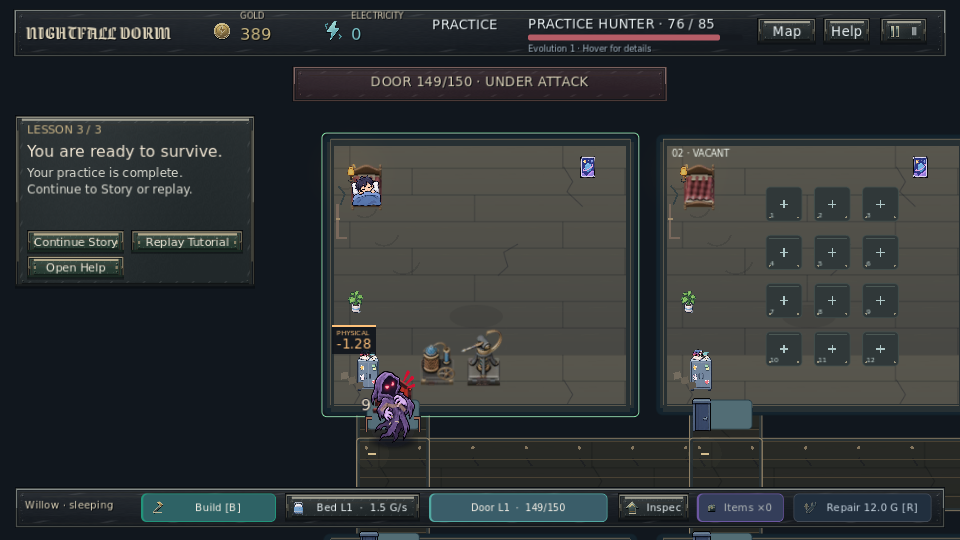 NIGHTFALL DORM
GOLD
389
ELECTRICITY
0
PRACTICE
PRACTICE HUNTER · 76 / 85
Evolution 1 · Hover for details
Map
Help
DOOR 149/150 · UNDER ATTACK
LESSON 3 / 3
You are ready to survive.
Your practice is complete.
Continue to Story or replay.
Continue Story
Replay Tutorial
Open Help
02 · VACANT
PHYSICAL
-1.28
9
Willow · sleeping
Build [B]
Bed L1 · 1.5 G/s
Door L1 · 149/150
Inspec
Items ×0
Repair 12.0 G [R]